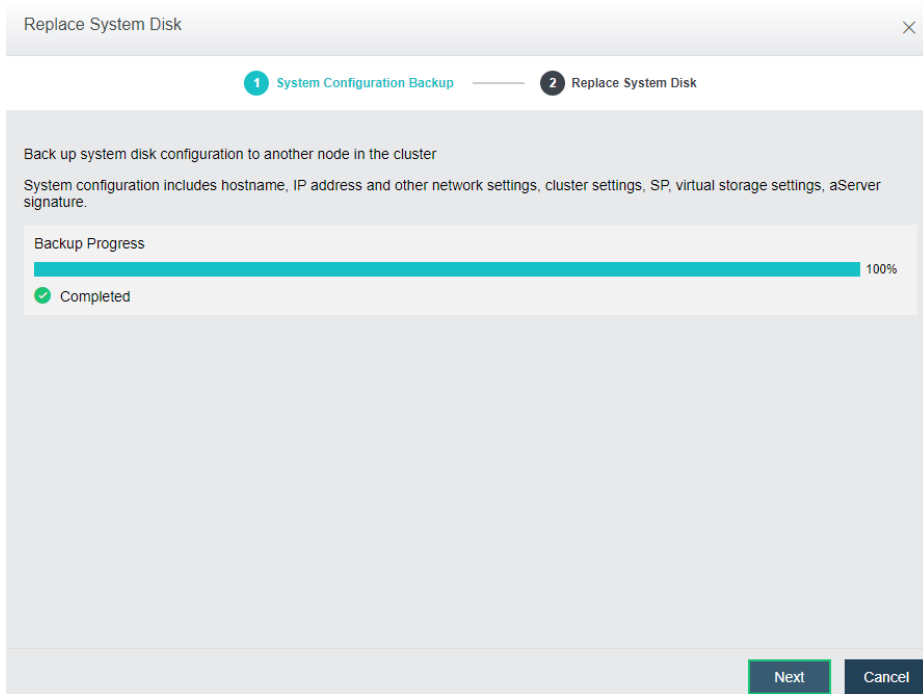 Replace System Disk
1 System Configuration Backup 2 Replace System Disk
Back up system disk configuration to another node in the cluster
System configuration includes hostname, IP address and other network settings, cluster settings, SP, virtual storage settings, aServer
signature.
Backup Progress
100%
Completed
Next Cancel